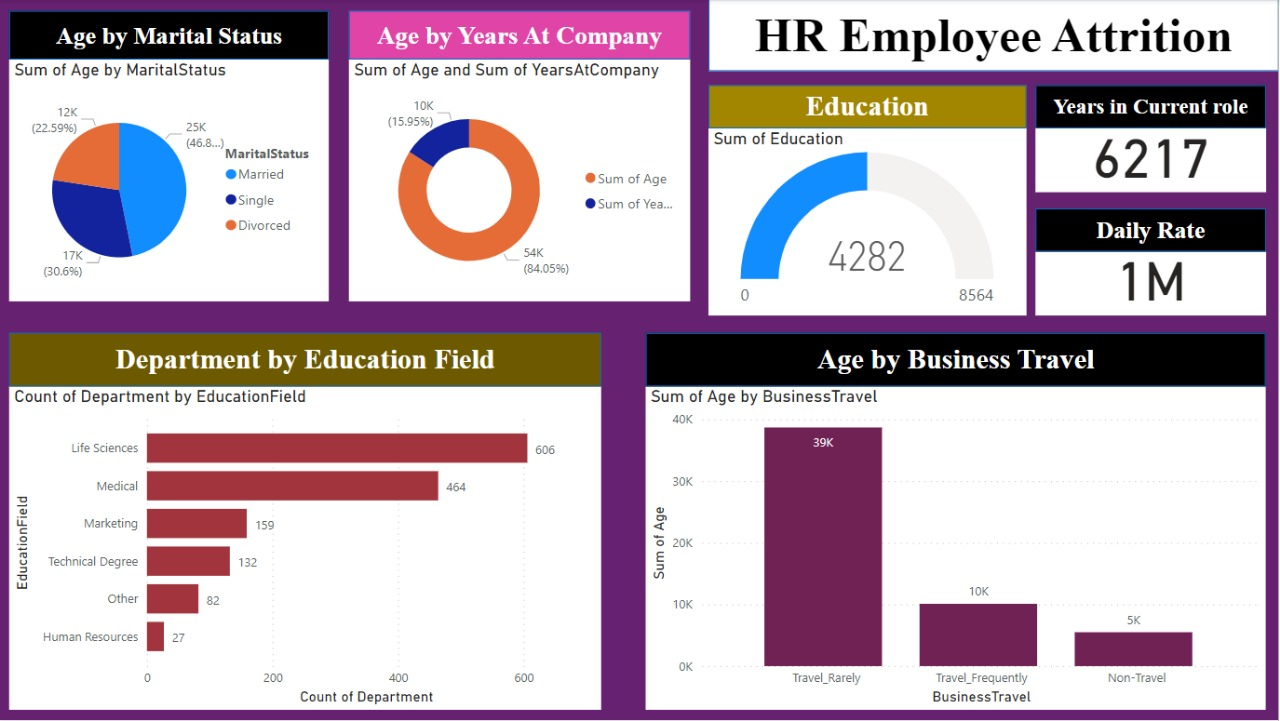 HR Employee Attrition
Age by Marital Status
Sum of Age by MaritalStatus
12K
(22.59%)
25K
(46.8...)
17K
(30.6%)
MaritalStatus
Married
Single
Divorced
Age by Years At Company
Sum of Age and Sum of YearsAtCompany
10K
(15.95%)
54K
(84.05%)
Sum of Age
Sum of Yea...
Education
Sum of Education
4282
0
8564
Years in Current role
6217
Daily Rate
1M
Department by Education Field
Count of Department by EducationField
EducationField
Life Sciences
606
Medical
464
Marketing
159
Technical Degree
132
Other
82
Human Resources
27
0
200
400
600
Count of Department
Age by Business Travel
Sum of Age by BusinessTravel
Sum of Age
40K
30K
20K
10K
0K
39K
10K
5K
Travel_Rarely
Travel_Frequently
Non-Travel
BusinessTravel